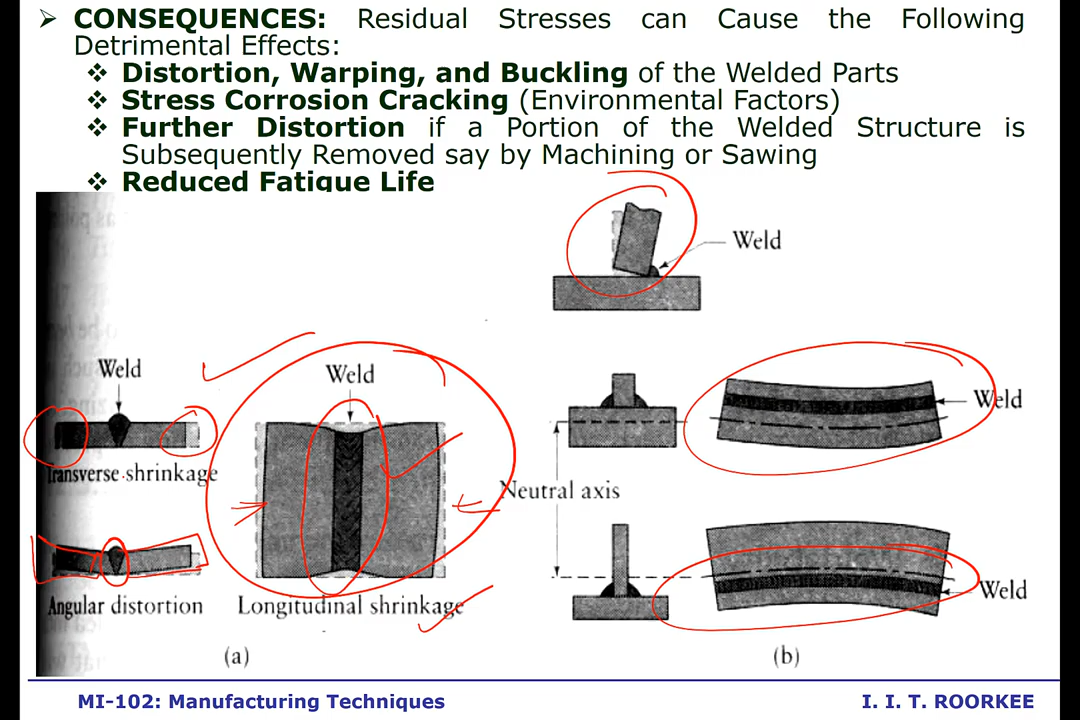 ➢ CONSEQUENCES: Residual Stresses can Cause the Following
Detrimental Effects:
❖ Distortion, Warping, and Buckling of the Welded Parts
❖ Stress Corrosion Cracking (Environmental Factors)
❖ Further Distortion if a Portion of the Welded Structure is
Subsequently Removed say by Machining or Sawing
❖ Reduced Fatigue Life
Weld
Weld
Weld
Weld
Transverse shrinkage
Neutral axis
Weld
Angular distortion
Longitudinal shrinkage
(a)
(b)
MI-102: Manufacturing Techniques
I. I. T. ROORKEE